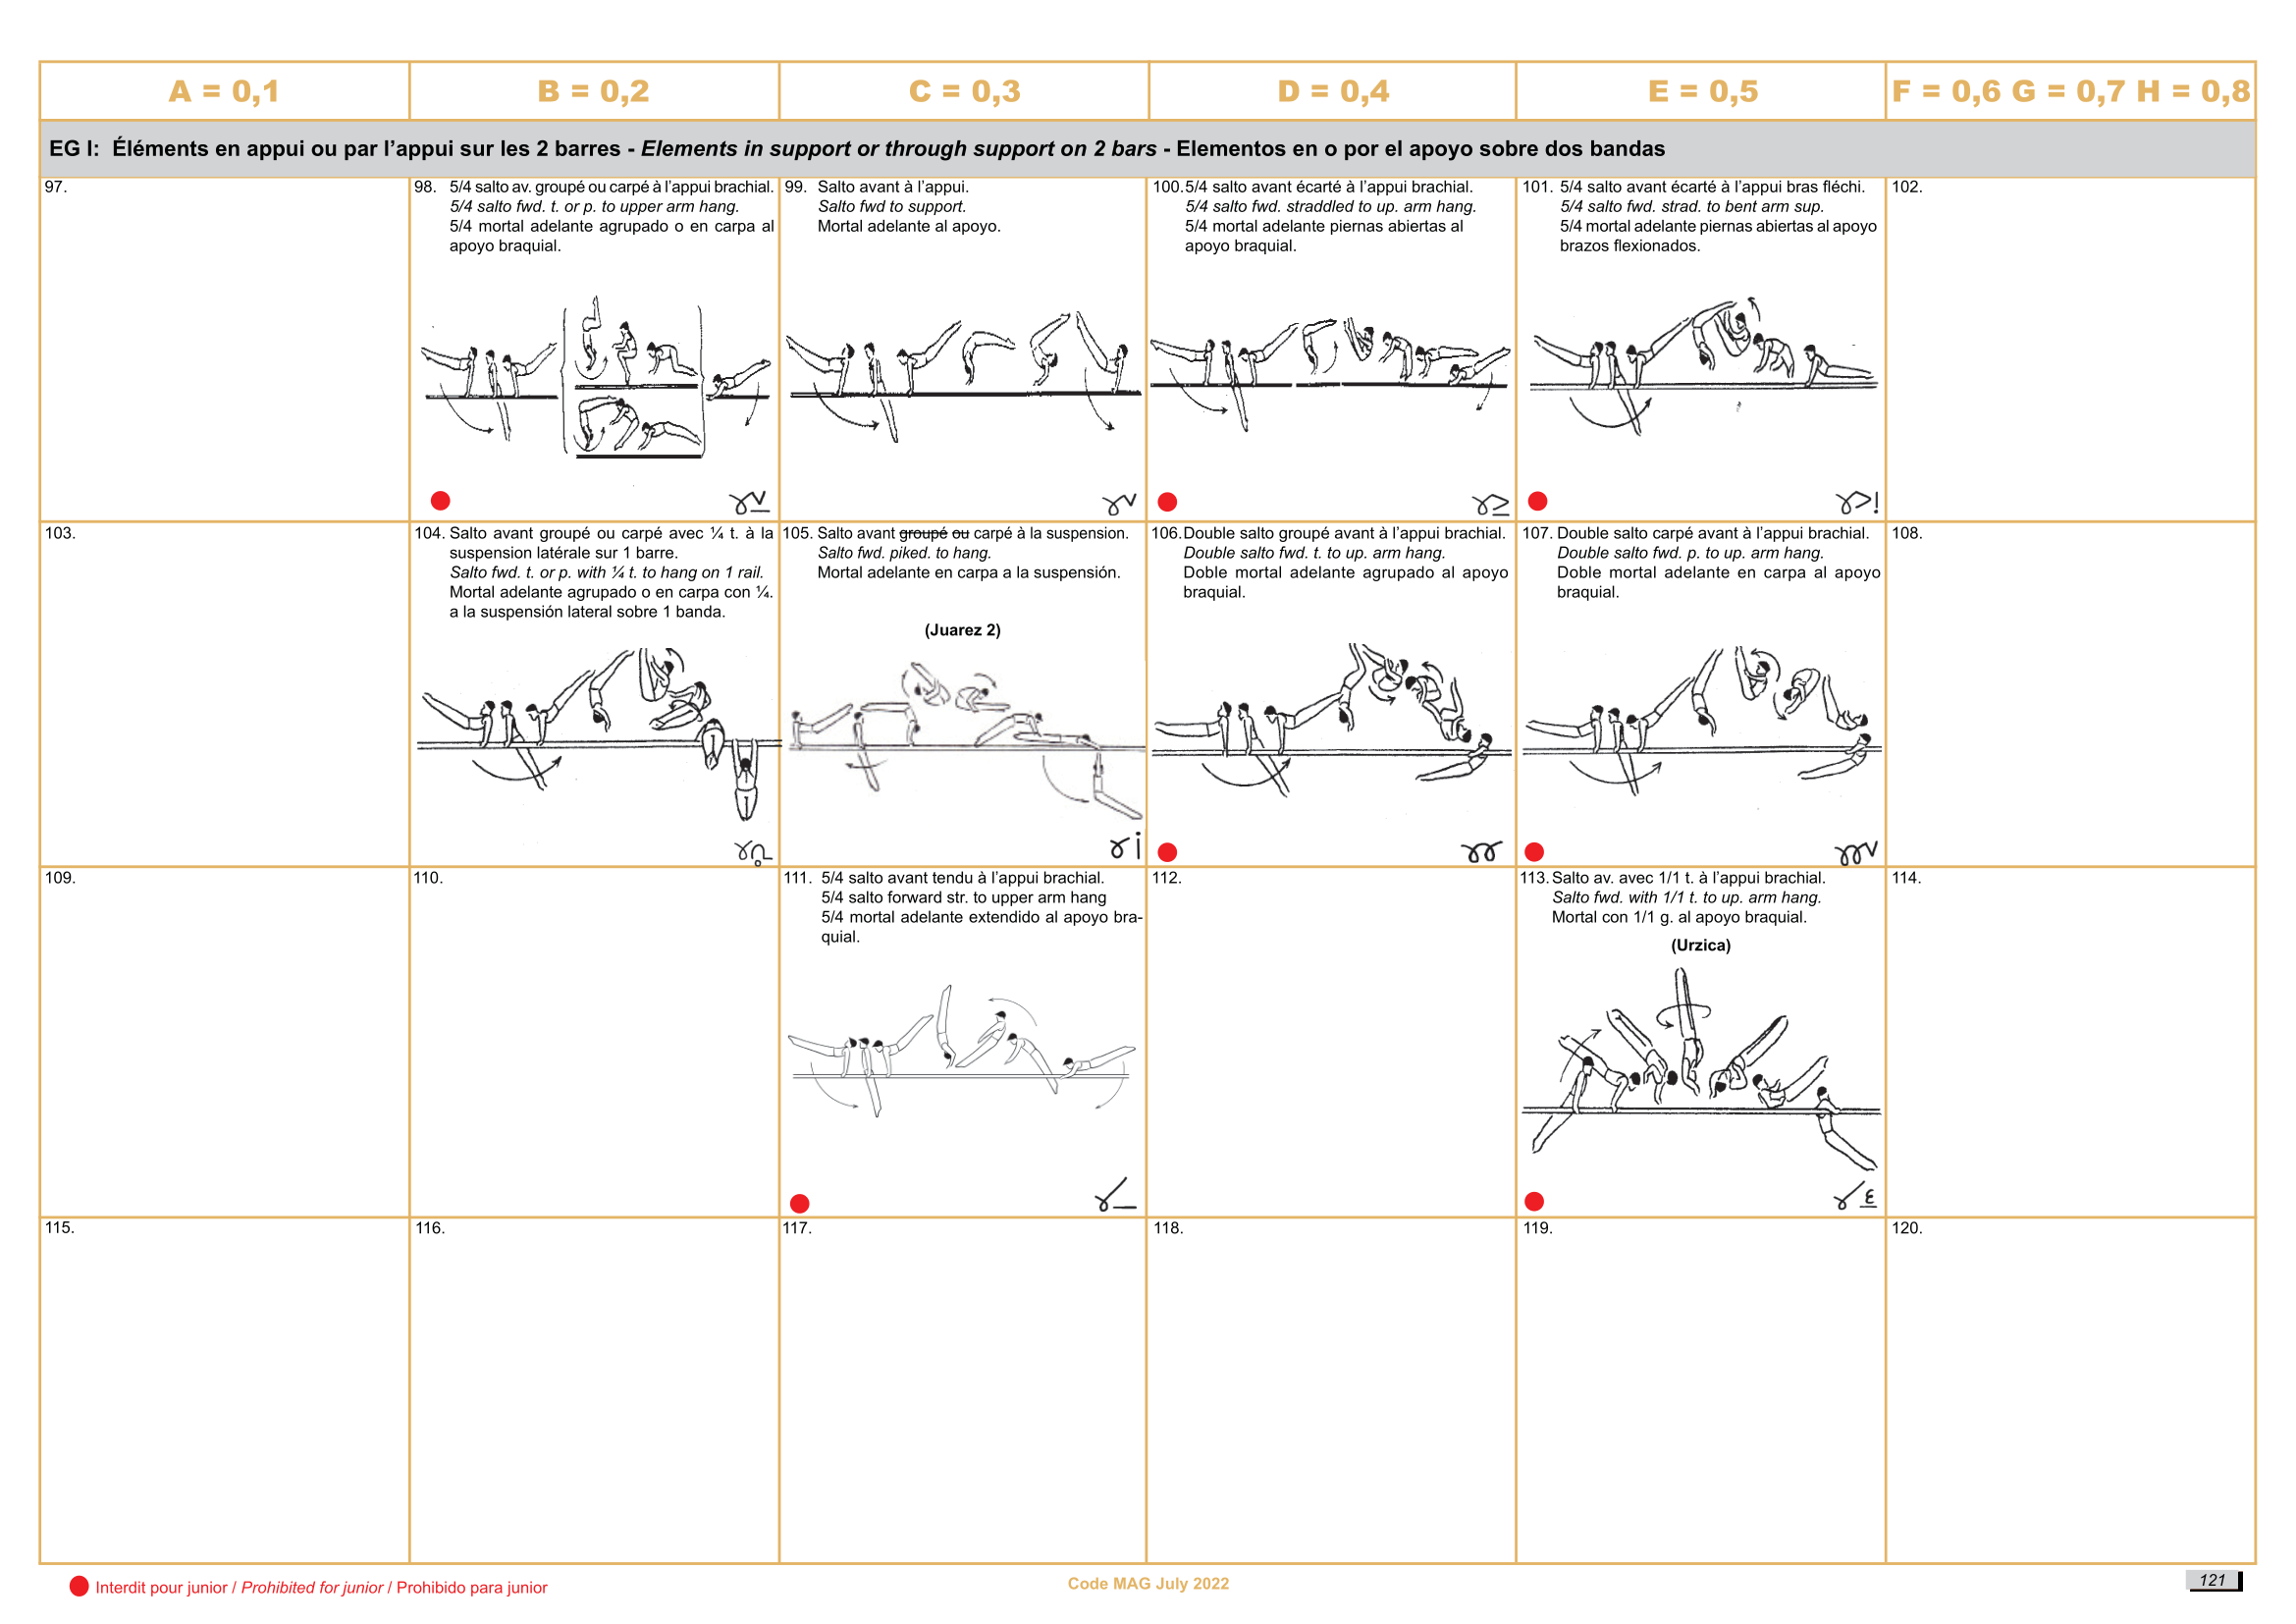 A = 0,1
B = 0,2
C = 0,3
D = 0,4
E = 0,5
F = 0,6 G = 0,7 H = 0,8
EG I: Éléments en appui ou par l’appui sur les 2 barres - Elements in support or through support on 2 bars - Elementos en o por el apoyo sobre dos bandas
97.
98. 5/4 salto av. groupé ou carpé à l’appui brachial.
5/4 salto fwd. t. or p. to upper arm hang.
5/4 mortal adelante agrupado o en carpa al
apoyo braquial.
99. Salto avant à l’appui.
Salto fwd to support.
Mortal adelante al apoyo.
100. 5/4 salto avant écarté à l’appui brachial.
5/4 salto fwd. straddled to up. arm hang.
5/4 mortal adelante piernas abiertas al
apoyo braquial.
101. 5/4 salto avant écarté à l’appui bras fléchi.
5/4 salto fwd. strad. to bent arm sup.
5/4 mortal adelante piernas abiertas al apoyo
brazos flexionados.
102.
103.
104. Salto avant groupé ou carpé avec ¼ t. à la
suspension latérale sur 1 barre.
Salto fwd. t. or p. with ¼ t. to hang on 1 rail.
Mortal adelante agrupado o en carpa con ¼.
a la suspensión lateral sobre 1 banda.
105. Salto avant groupé ou carpé à la suspension.
Salto fwd. piked. to hang.
Mortal adelante en carpa a la suspensión.
(Juarez 2)
106. Double salto groupé avant à l’appui brachial.
Double salto fwd. t. to up. arm hang.
Doble mortal adelante agrupado al apoyo
braquial.
107. Double salto carpé avant à l’appui brachial.
Double salto fwd. p. to up. arm hang.
Doble mortal adelante en carpa al apoyo
braquial.
108.
109.
110.
111. 5/4 salto avant tendu à l’appui brachial.
5/4 salto forward str. to upper arm hang
5/4 mortal adelante extendido al apoyo bra-
quial.
112.
113. Salto av. avec 1/1 t. à l’appui brachial.
Salto fwd. with 1/1 t. to up. arm hang.
Mortal con 1/1 g. al apoyo braquial.
(Urzica)
114.
115.
116.
117.
118.
119.
120.
Interdit pour junior / Prohibited for junior / Prohibido para junior
Code MAG July 2022
121